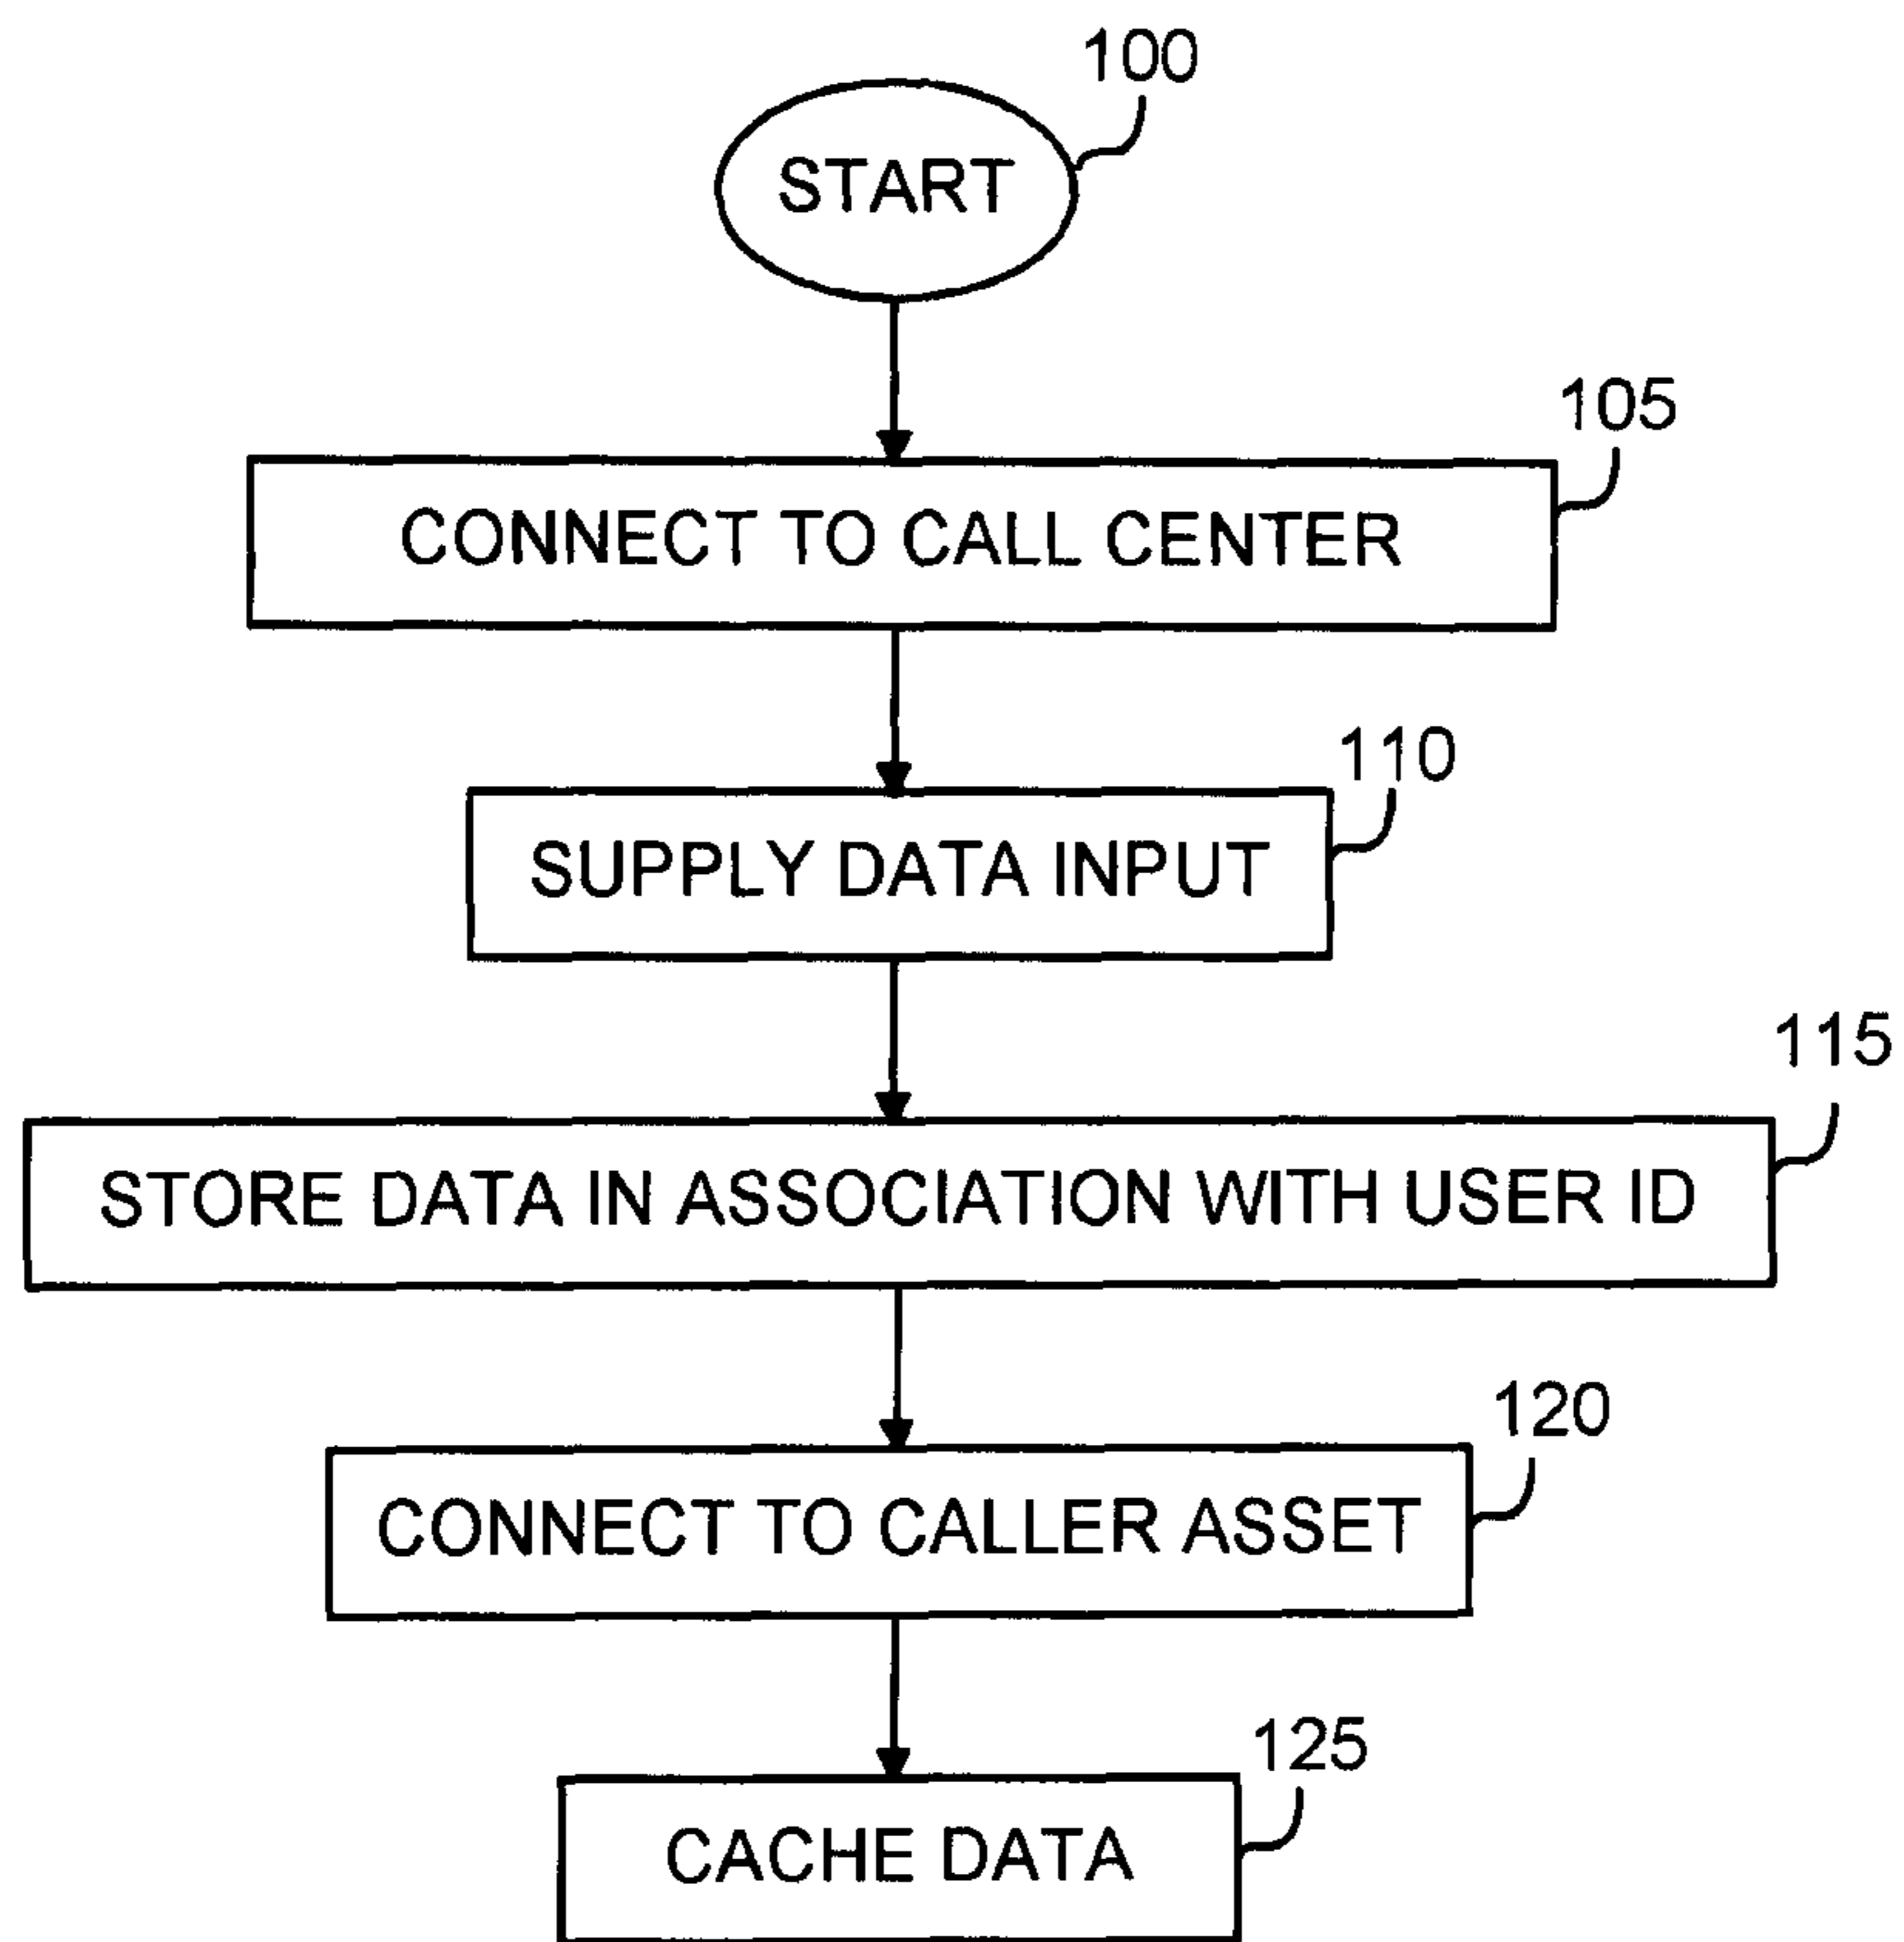 100
START
105
CONNECT TO CALL CENTER
110
SUPPLY DATA INPUT
115
STORE DATA IN ASSOCIATION WITH USER ID
120
CONNECT TO CALLER ASSET
125
CACHE DATA